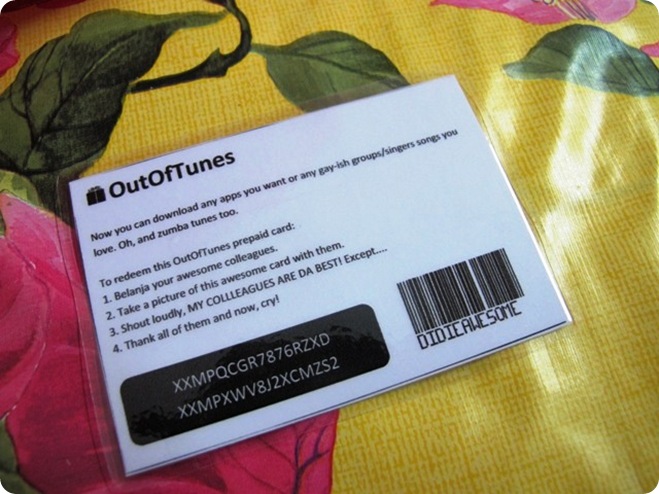 OutOfTunes
Now you can download any apps you want or any gay-ish groups/singers songs you
love. Oh, and zumba tunes too.
To redeem this OutOfTunes prepaid card:
1. Belanja your awesome colleagues.
2. Take a picture of this awesome card with them.
3. Shout loudly, MY COLLLEAGUES ARE DA BEST! Except....
4. Thank all of them and now, cry!
XXMPQCGR7876RZXD
XXMPXWV8J2XCMZS2
DIDIEAWESOME